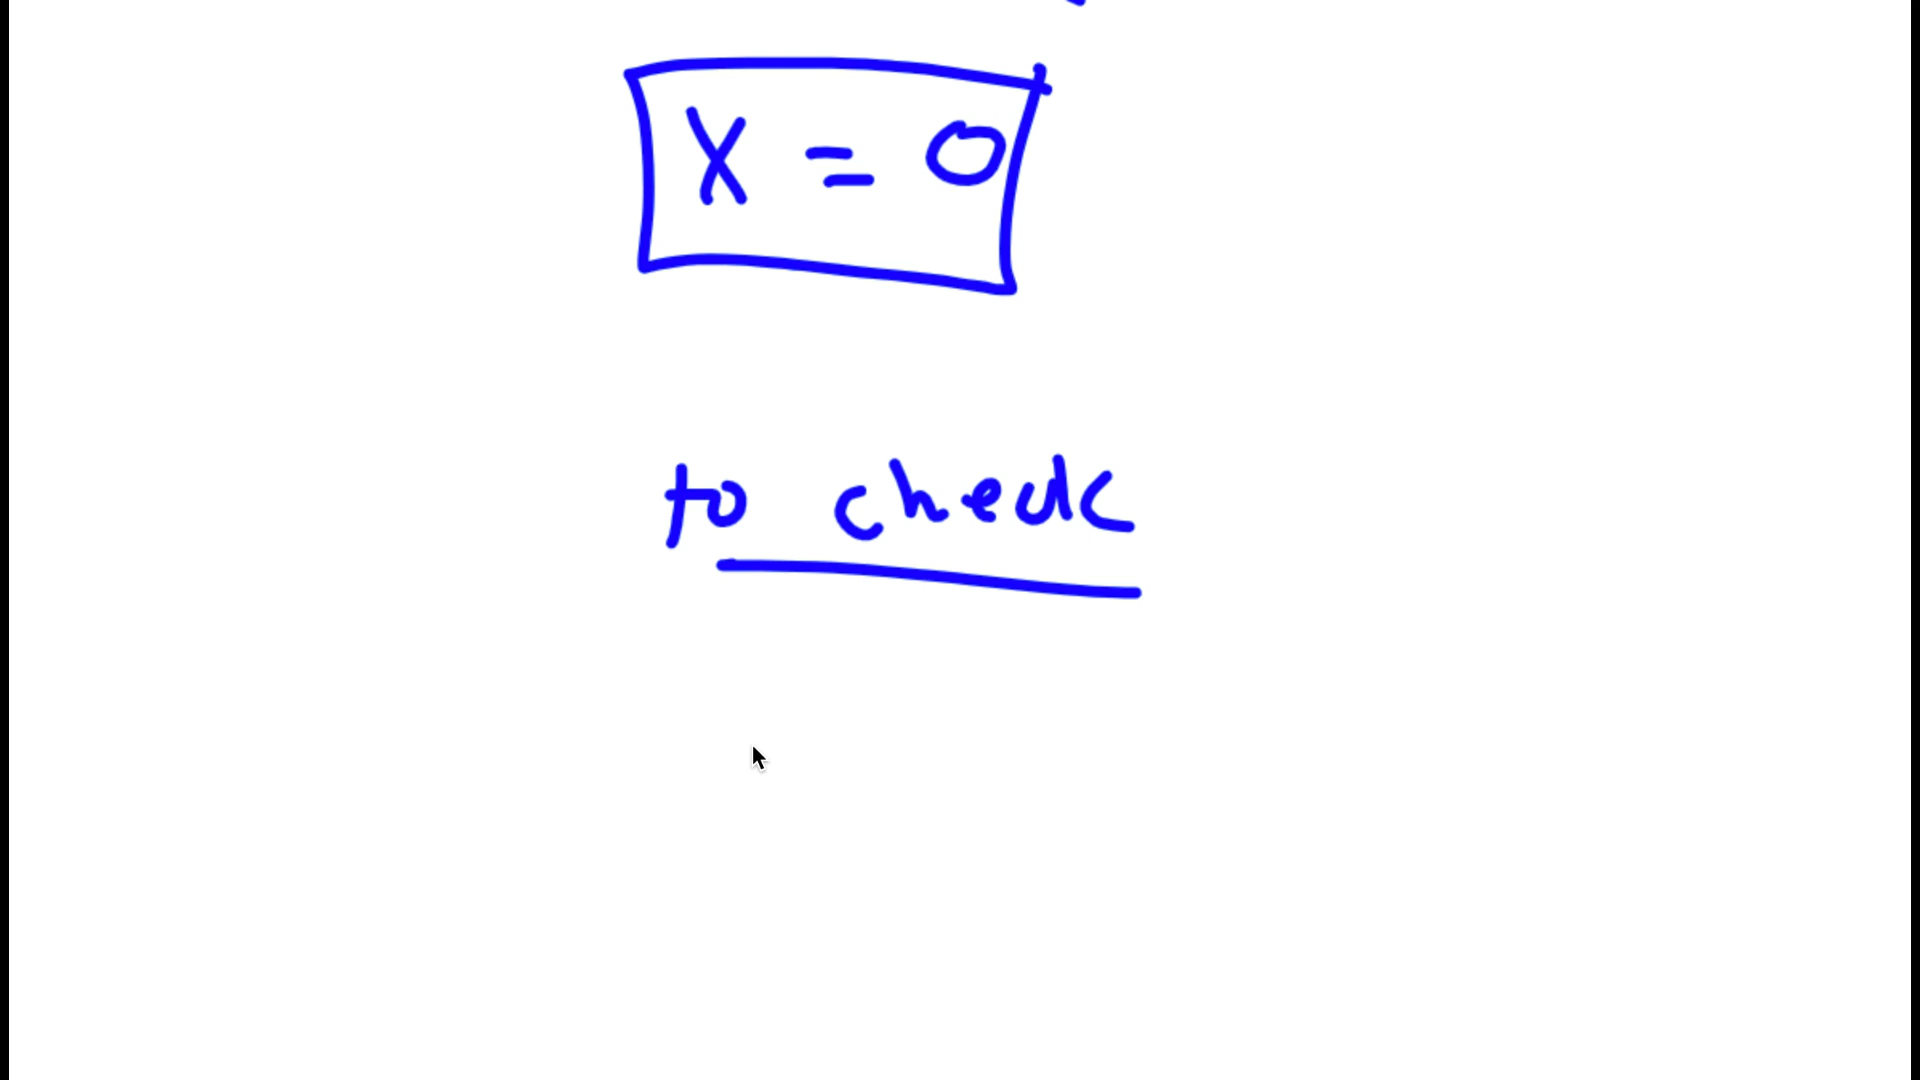 X = 0
to check